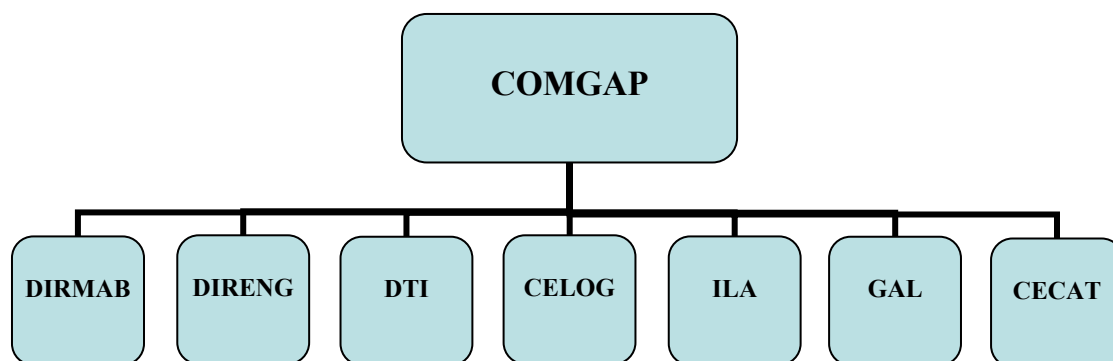 COMGAP
DIRMAB
DIRENG
DTI
CELOG
ILA
GAL
CECAT